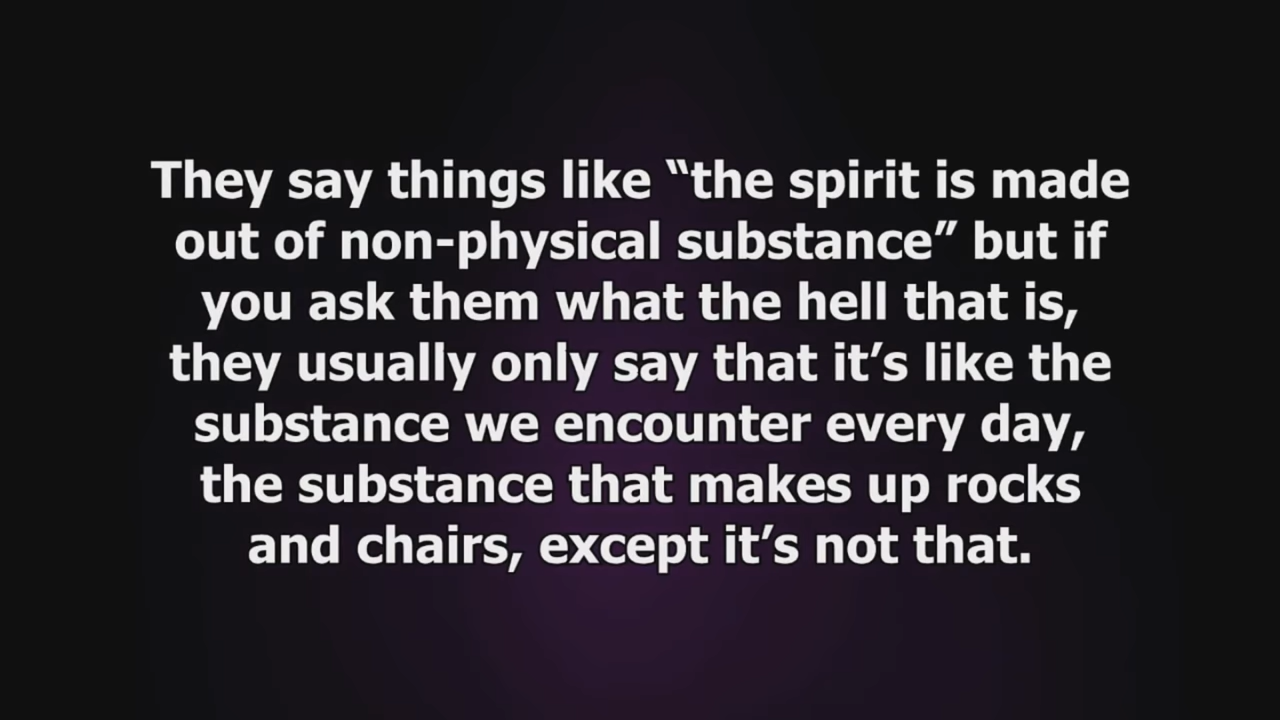 They say things like “the spirit is made
out of non-physical substance” but if
you ask them what the hell that is,
they usually only say that it’s like the
substance we encounter every day,
the substance that makes up rocks
and chairs, except it’s not that.